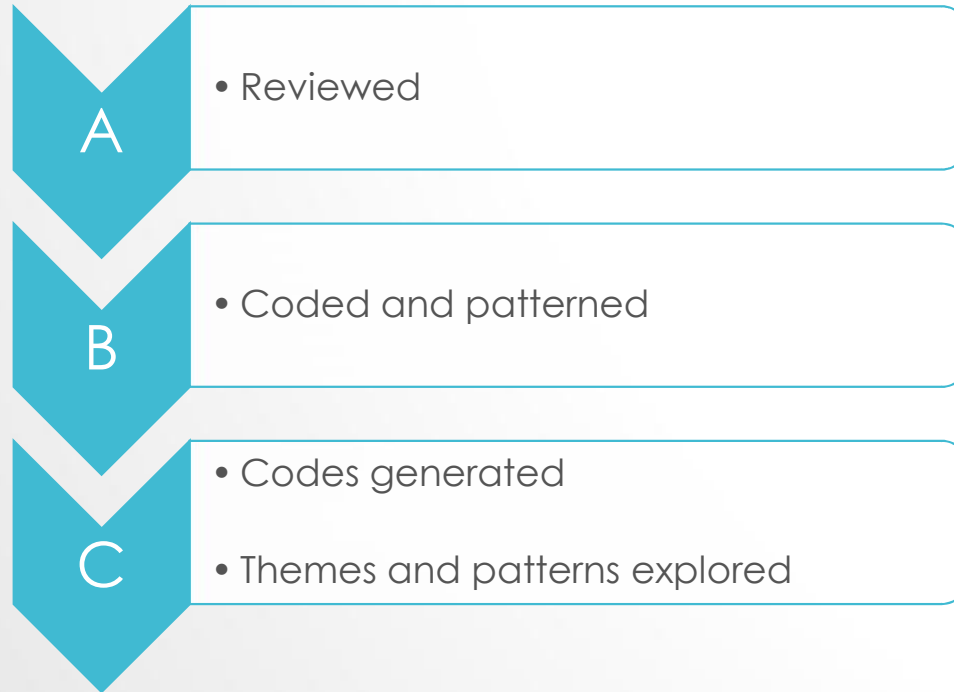 A
• Reviewed
B
• Coded and patterned
C
• Codes generated
• Themes and patterns explored